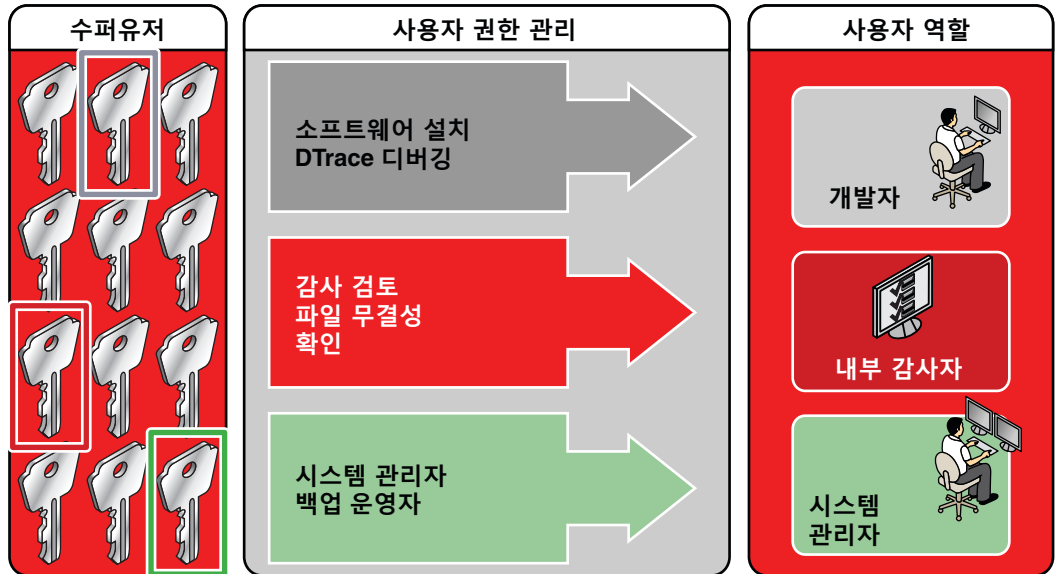 수퍼유저
사용자 권한 관리
사용자 역할
소프트웨어 설치
DTrace 디버깅
개발자
감사 검토
파일 무결성
확인
내부 감사자
시스템 관리자
백업 운영자
시스템
관리자